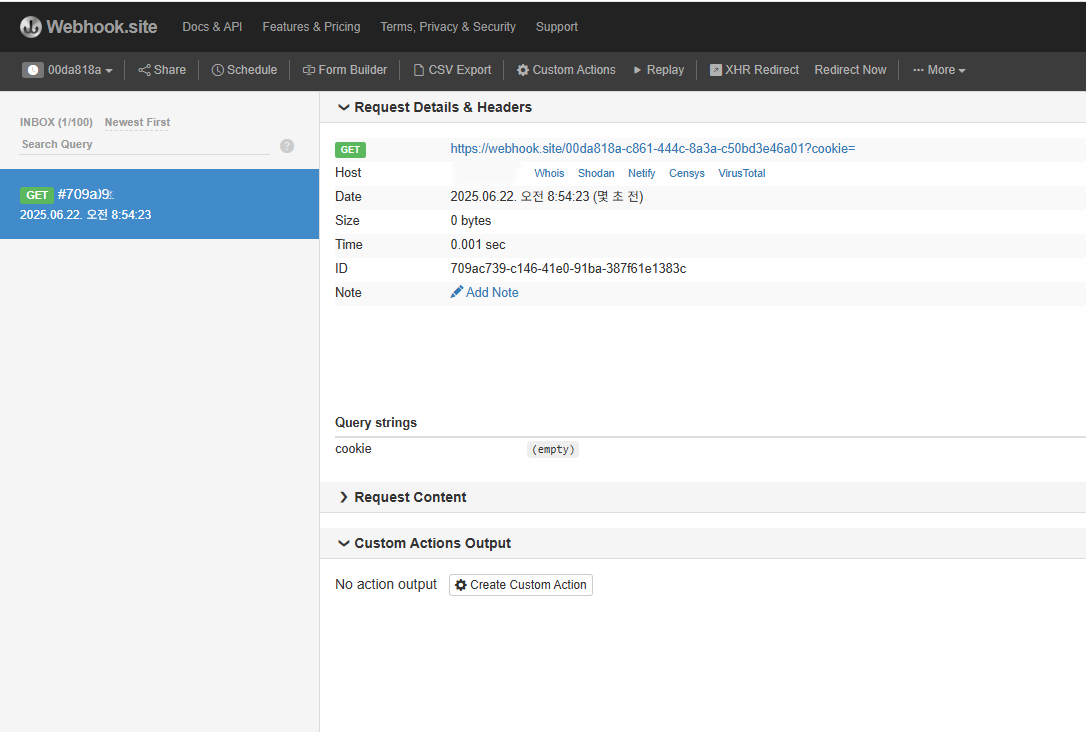 Webhook.site Docs & API Features & Pricing Terms, Privacy & Security Support
00da818a Share Schedule Form Builder CSV Export Custom Actions Replay XHR Redirect Redirect Now ··· More
INBOX (1/100) Newest First
Search Query ?
GET
2025.06.22. 오전 8:54:23
Request Details & Headers
GET https://webhook.site/00da818a-c861-444c-8a3a-c50bd3e46a01?cookie=
Host Whois Shodan Netify Censys VirusTotal
Date 2025.06.22. 오전 8:54:23 (몇 초 전)
Size 0 bytes
Time 0.001 sec
ID 709ac739-c146-41e0-91ba-387f61e1383c
Note Add Note
Query strings
cookie (empty)
Request Content
Custom Actions Output
No action output Create Custom Action